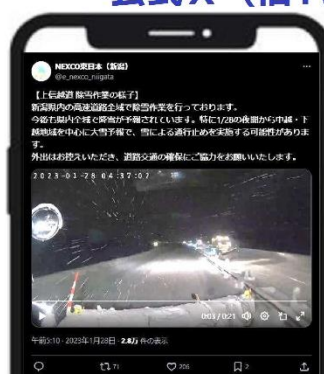 NEXCO東日本（新潟）
@e_nexco_niigata
【上信越道 除雪作業の様子】
新潟県内の高速道路全域で除雪作業を行っております。
今後も県内全域で降雪が予報されています。特に1/28の夜間から中越・下
越地域を中心に大雪予報で、雪による通行止めを実施する可能性がありま
す。
外出はお控えいただき、道路交通の確保にご協力をお願いいたします。
2023-01-28 04:37:02
0:01/0:21
午前5:10・2023年1月28日・2.8万 件の表示
71
206
2